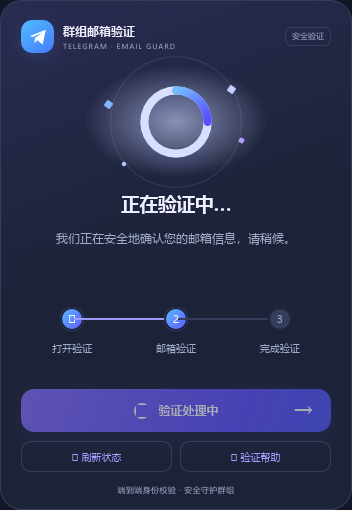 群组邮箱验证
TELEGRAM · EMAIL GUARD
安全验证
正在验证中...
我们正在安全地确认您的邮箱信息，请稍候。
2
3
打开验证
邮箱验证
完成验证
验证处理中
刷新状态
验证帮助
端到端身份校验 · 安全守护群组